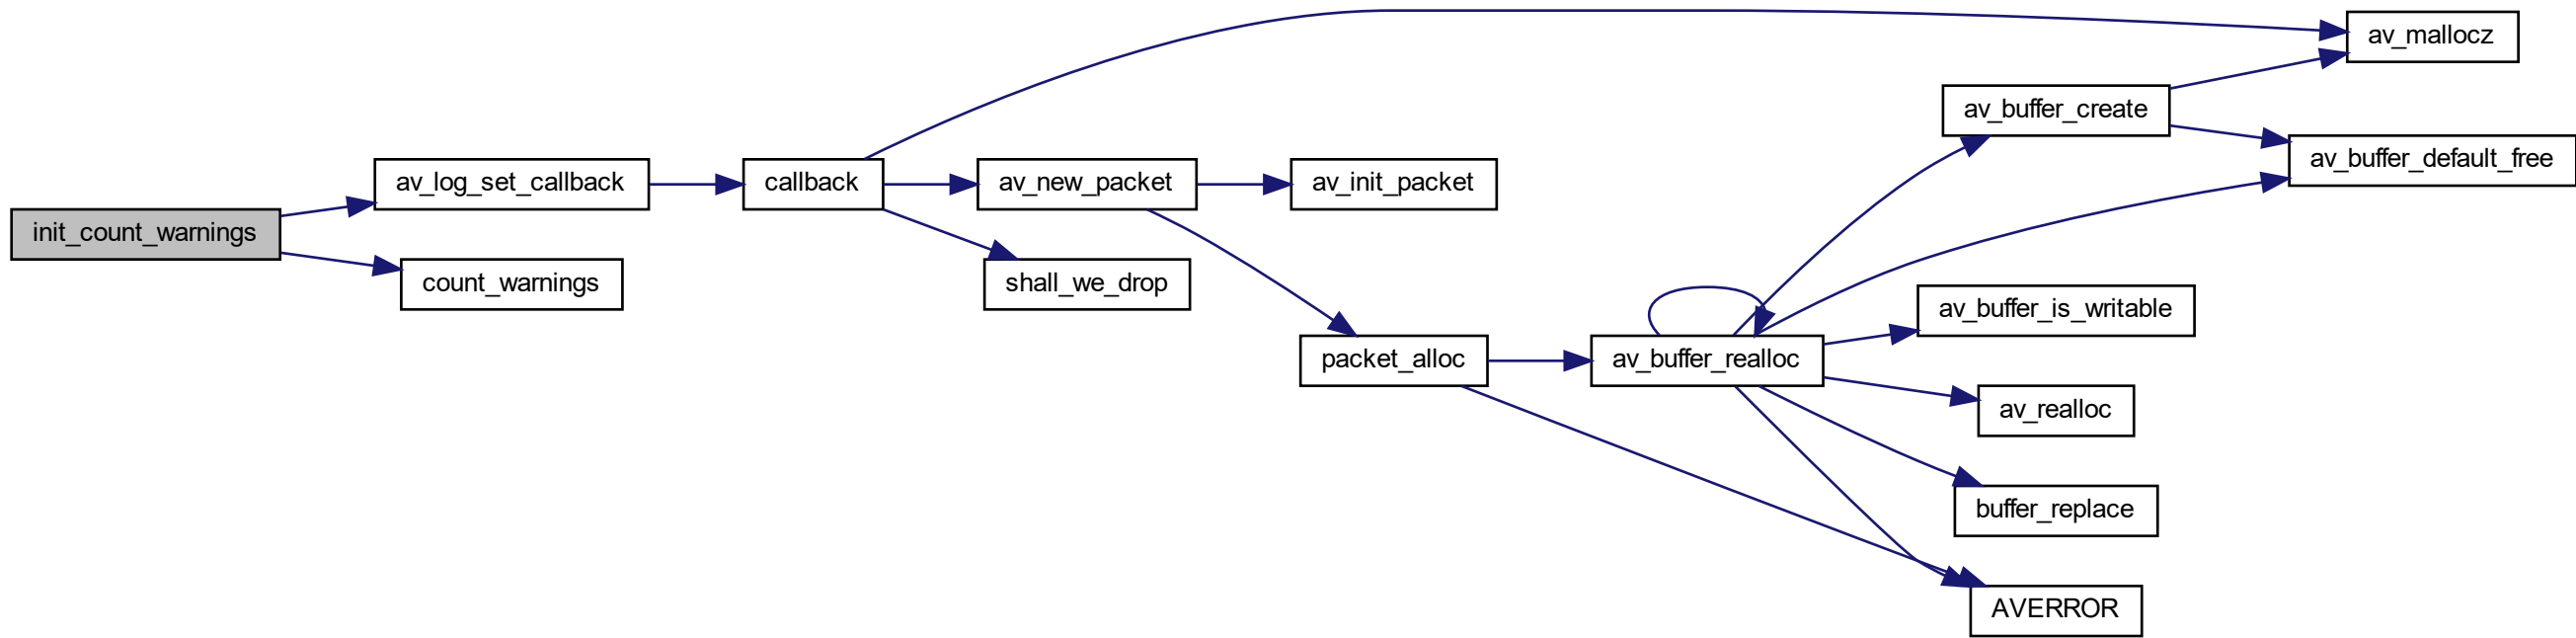 init_count_warnings
av_log_set_callback
count_warnings
callback
av_new_packet
shall_we_drop
av_init_packet
packet_alloc
av_buffer_realloc
av_buffer_create
av_mallocz
av_buffer_default_free
av_buffer_is_writable
av_realloc
buffer_replace
AVERROR